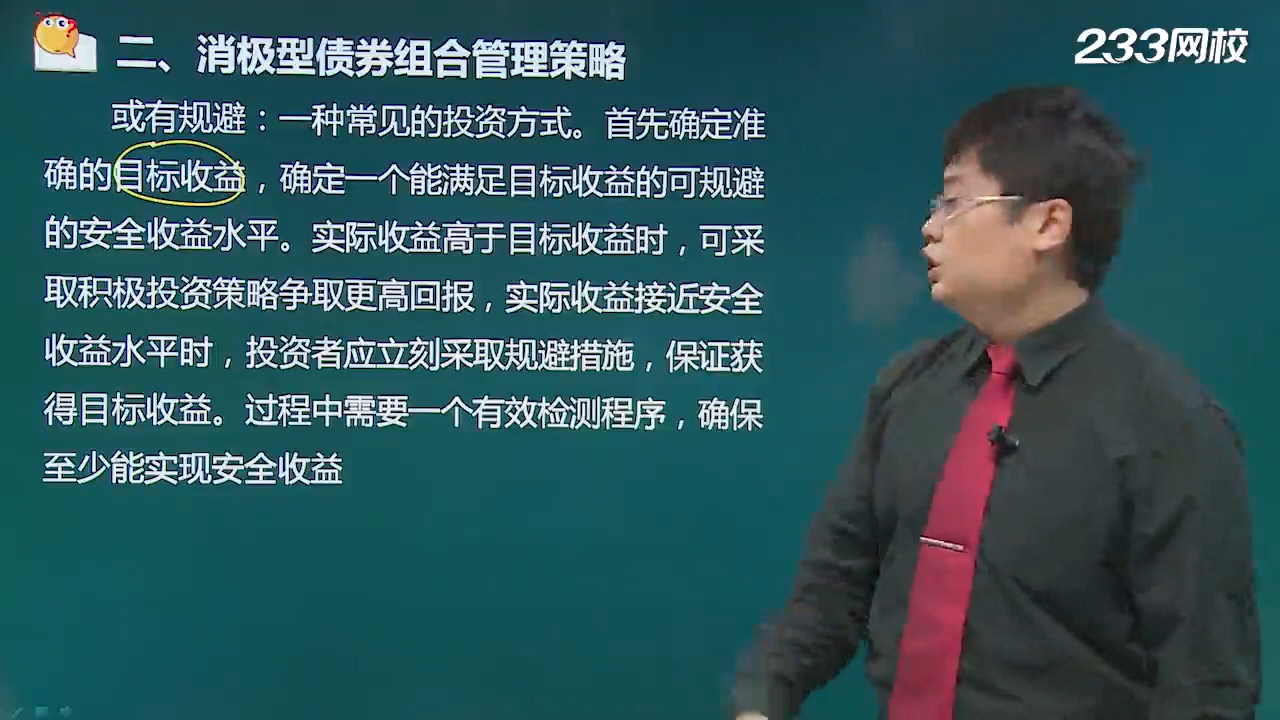 二、消极型债券组合管理策略
233网校
或有规避：一种常见的投资方式。首先确定准
确的目标收益，确定一个能满足目标收益的可规避
的安全收益水平。实际收益高于目标收益时，可采
取积极投资策略争取更高回报，实际收益接近安全
收益水平时，投资者应立刻采取规避措施，保证获
得目标收益。过程中需要一个有效检测程序，确保
至少能实现安全收益